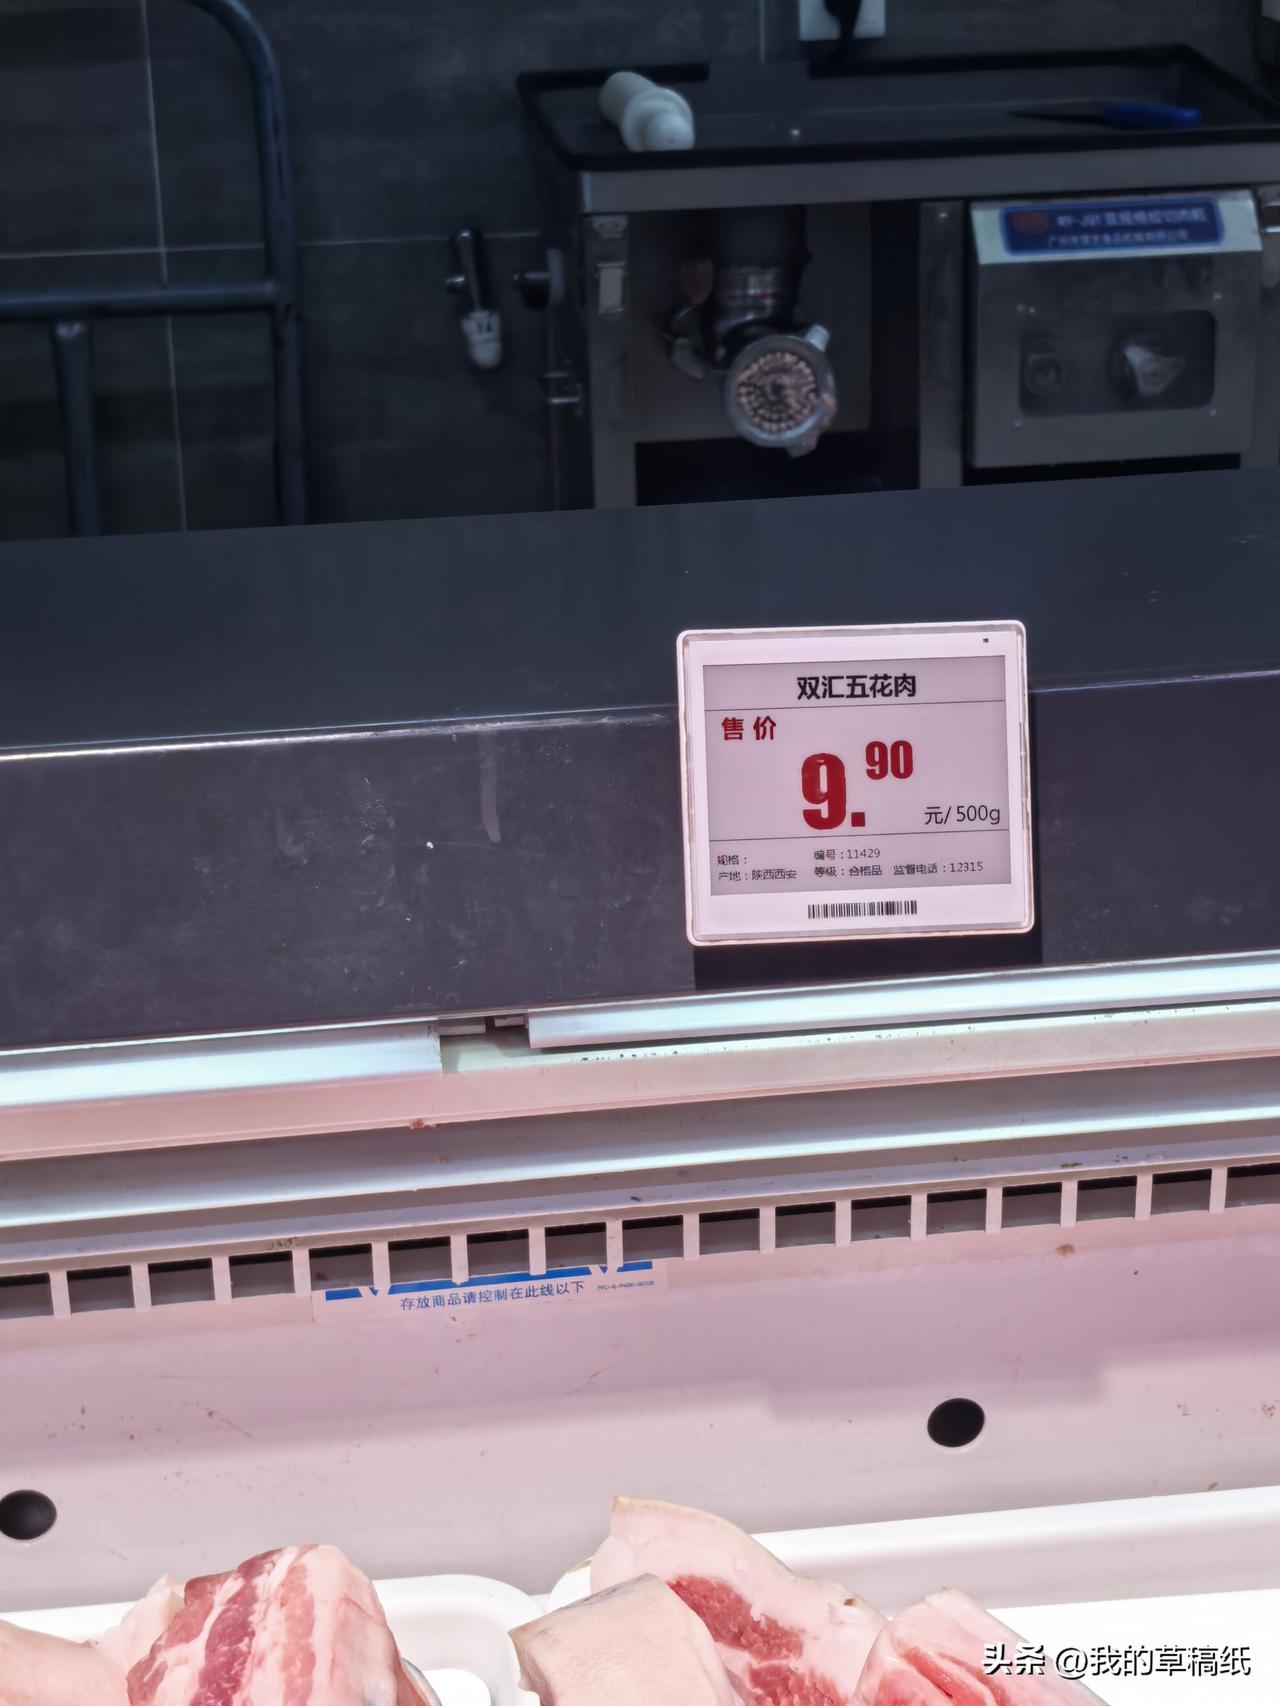 双汇五花肉
售价
9.90
元/500g
规格：
编号：11429
产地：陕西西安
等级：合格品
监督电话：12315
存放商品请控制在此线以下
头条 @我的草稿纸